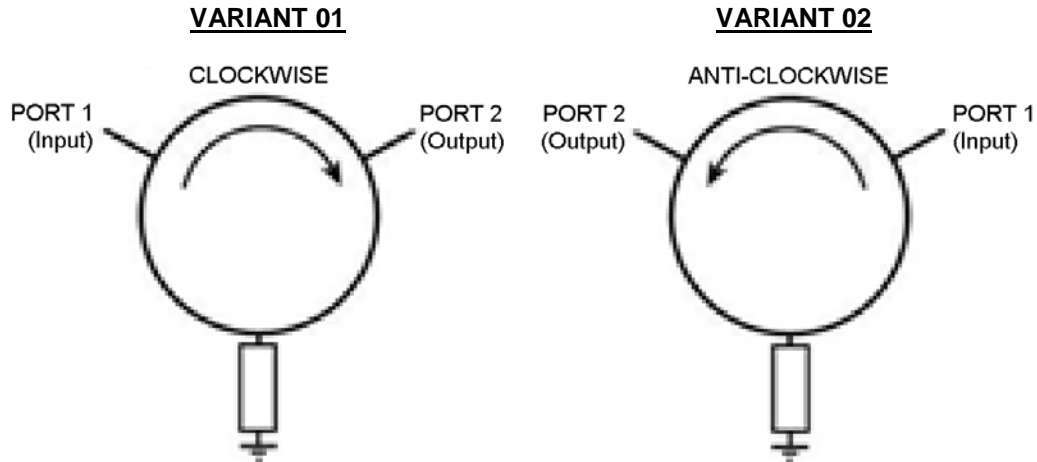 VARIANT 01
CLOCKWISE
PORT 1
(Input)
PORT 2
(Output)
VARIANT 02
ANTI-CLOCKWISE
PORT 2
(Output)
PORT 1
(Input)